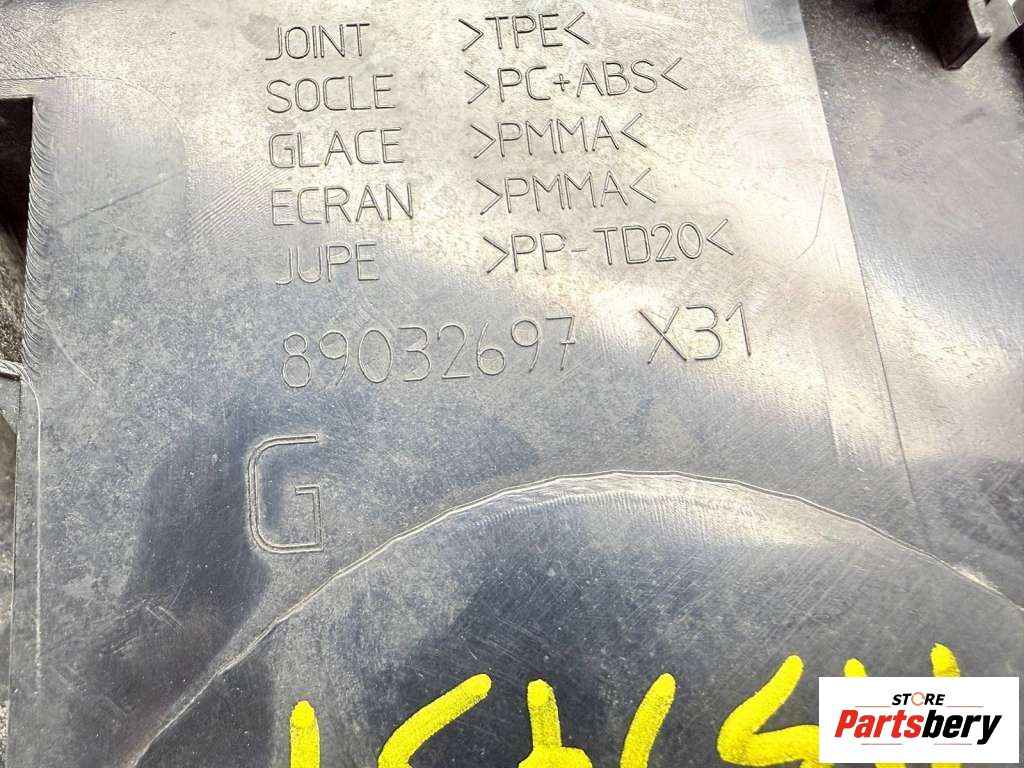 JOINT >TPE<
SOCLE >PC+ABS<
GLACE >PMMA<
ECRAN >PMMA<
JUPE >PP-TD20<
89032697 X31
G
STORE
Partsbery